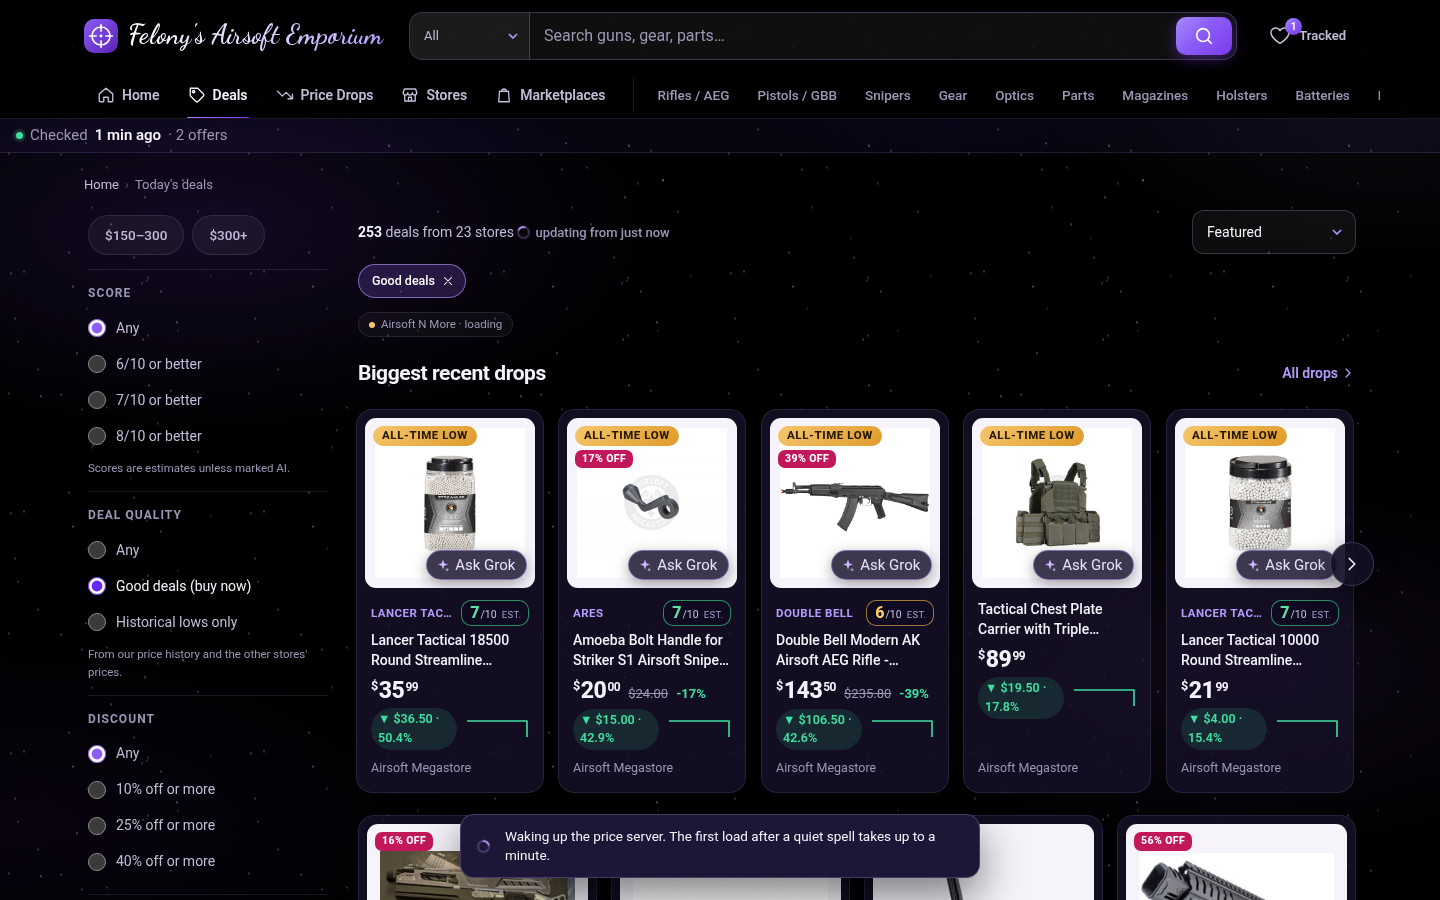 Felony's Airsoft Emporium
All
Search guns, gear, parts...
1
Tracked
Home
Deals
Price Drops
Stores
Marketplaces
Rifles / AEG
Pistols / GBB
Snipers
Gear
Optics
Parts
Magazines
Holsters
Batteries
Checked 1 min ago · 2 offers
Home › Today's deals
$150–300
$300+
253 deals from 23 stores updating from just now
Featured
Good deals ×
Airsoft N More · loading
SCORE
Any
6/10 or better
7/10 or better
8/10 or better
Scores are estimates unless marked AI.
DEAL QUALITY
Any
Good deals (buy now)
Historical lows only
From our price history and the other stores'
prices.
DISCOUNT
Any
10% off or more
25% off or more
40% off or more
Biggest recent drops
All drops
ALL-TIME LOW
Ask Grok
LANCER TAC...
7/10 EST.
Lancer Tactical 18500
Round Streamline...
$35 99
▼ $36.50 ·
50.4%
Airsoft Megastore
ALL-TIME LOW
17% OFF
Ask Grok
ARES
7/10 EST.
Amoeba Bolt Handle for
Striker S1 Airsoft Snipe...
$20 00 $24.00 -17%
▼ $15.00 ·
42.9%
Airsoft Megastore
ALL-TIME LOW
39% OFF
Ask Grok
DOUBLE BELL
6/10 EST.
Double Bell Modern AK
Airsoft AEG Rifle -...
$143 50 $235.80 -39%
▼ $106.50 ·
42.6%
Airsoft Megastore
ALL-TIME LOW
Ask Grok
Tactical Chest Plate
Carrier with Triple...
$89 99
▼ $19.50 ·
17.8%
Airsoft Megastore
ALL-TIME LOW
Ask Grok
LANCER TAC...
7/10 EST.
Lancer Tactical 10000
Round Streamline...
$21 99
▼ $4.00 ·
15.4%
Airsoft Megastore
16% OFF
56% OFF
Waking up the price server. The first load after a quiet spell takes up to a
minute.